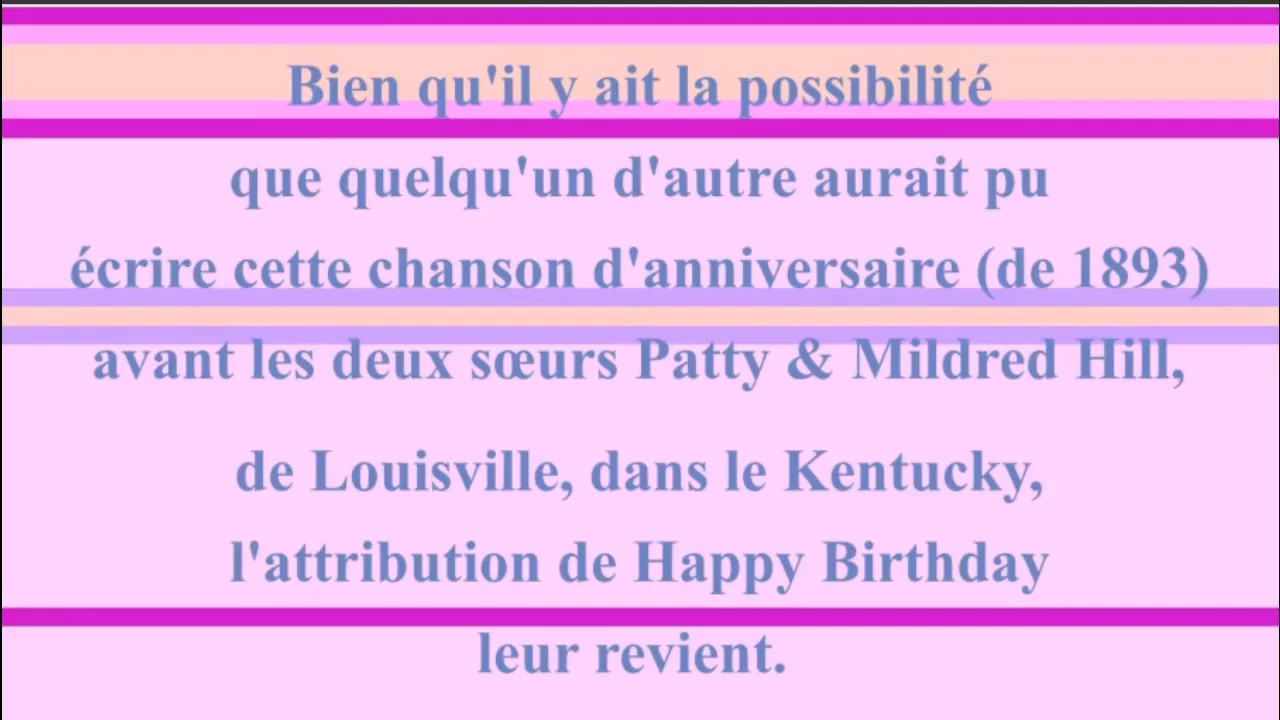 Bien qu'il y ait la possibilité
que quelqu'un d'autre aurait pu
écrire cette chanson d'anniversaire (de 1893)
avant les deux sœurs Patty & Mildred Hill,
de Louisville, dans le Kentucky,
l'attribution de Happy Birthday
leur revient.